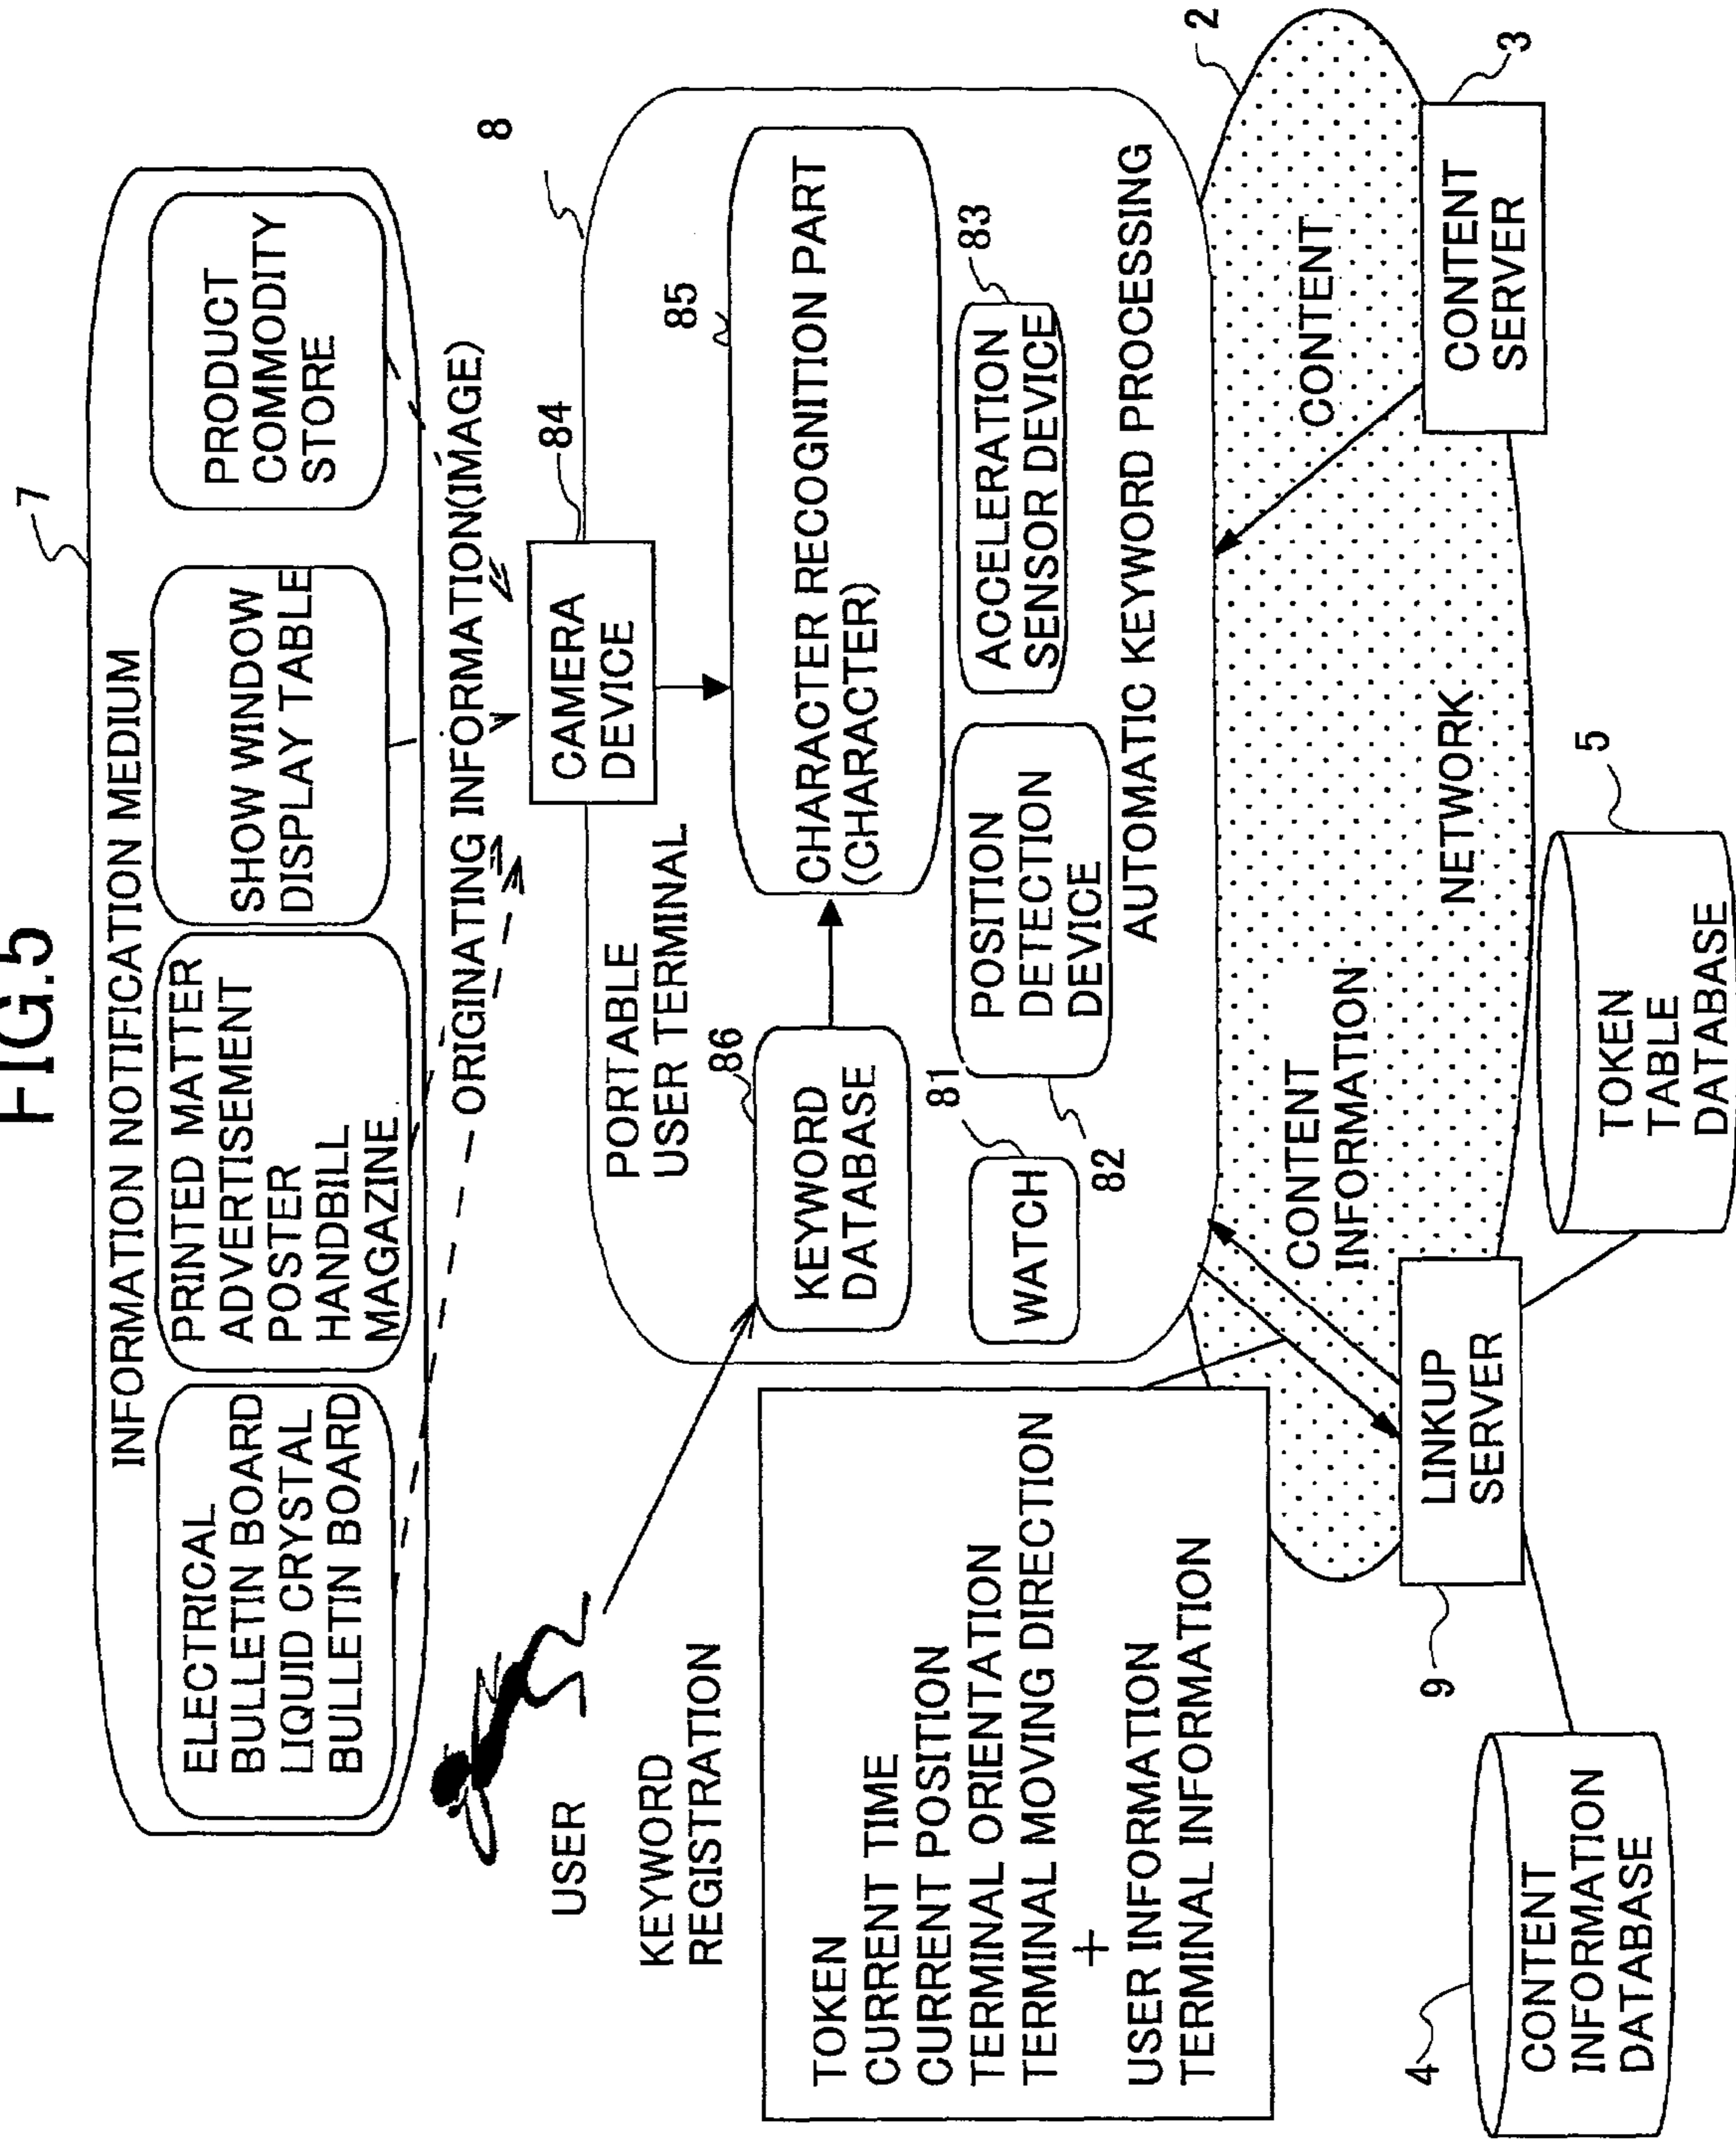 FIG.5
7
INFORMATION NOTIFICATION MEDIUM
ELECTRICAL
BULLETIN BOARD
LIQUID CRYSTAL
BULLETIN BOARD
PRINTED MATTER
ADVERTISEMENT
POSTER
HANDBILL
MAGAZINE
SHOW WINDOW
DISPLAY TABLE
PRODUCT
COMMODITY
STORE
ORIGINATING INFORMATION(IMAGE)
USER
KEYWORD
REGISTRATION
8
84
CAMERA
DEVICE
PORTABLE
USER TERMINAL
86
KEYWORD
DATABASE
85
CHARACTER RECOGNITION PART
(CHARACTER)
81
WATCH
82
POSITION
DETECTION
DEVICE
83
ACCELERATION
SENSOR DEVICE
AUTOMATIC KEYWORD PROCESSING
TOKEN
CURRENT TIME
CURRENT POSITION
TERMINAL ORIENTATION
TERMINAL MOVING DIRECTION
+
USER INFORMATION
TERMINAL INFORMATION
2
CONTENT
INFORMATION
CONTENT
NETWORK
9
LINKUP
SERVER
3
CONTENT
SERVER
4
CONTENT
INFORMATION
DATABASE
5
TOKEN
TABLE
DATABASE